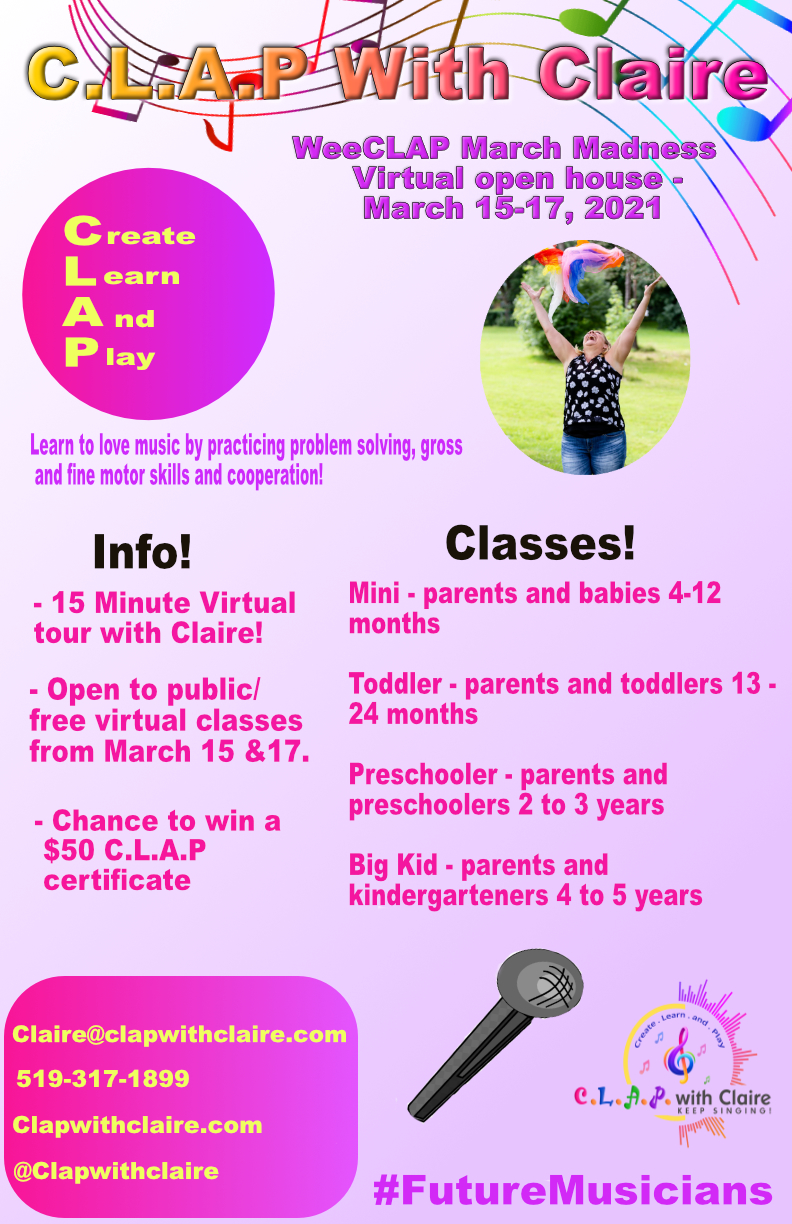 C.L.A.P With Claire
WeeCLAP March Madness
Virtual open house -
March 15-17, 2021
Create
Learn
And
Play
Learn to love music by practicing problem solving, gross
and fine motor skills and cooperation!
Info!
- 15 Minute Virtual
tour with Claire!
- Open to public/
free virtual classes
from March 15 &17.
- Chance to win a
$50 C.L.A.P
certificate
Classes!
Mini - parents and babies 4-12
months
Toddler - parents and toddlers 13 -
24 months
Preschooler - parents and
preschoolers 2 to 3 years
Big Kid - parents and
kindergarteners 4 to 5 years
Claire@clapwithclaire.com
519-317-1899
Clapwithclaire.com
@Clapwithclaire
Create . Learn . and . Play
C.L.A.P. with Claire
KEEP SINGING!
#FutureMusicians